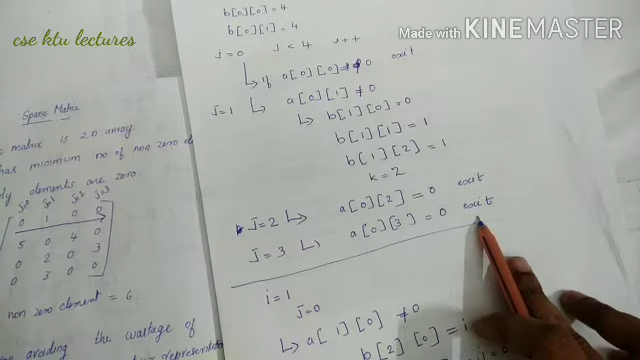 cse ktu lectures
Made with KINEMASTER
Sparse Matrix
matrix is 2D array.
has minimum no of non zero
elements are zero.
J=0 J=1 J=2 J=3
0 1 0 0
5 0 4 0
0 2 0 3
0 3 0 0
non zero element = 6
avoiding the wastage of
b[0][0]=4
b[0][1]=4
j=0 J<4 J++
↳ if a[0][0]≠0 exit
J=1 ↳ a[0][1]≠0
↳ b[1][0]=0
b[1][1]=1
b[1][2]=1
k=2
J=2 ↳ a[0][2]=0 exit
J=3 ↳ a[0][3]=0 exit
i=1
J=0
↳ a[1][0]≠0
b[2][0]=i